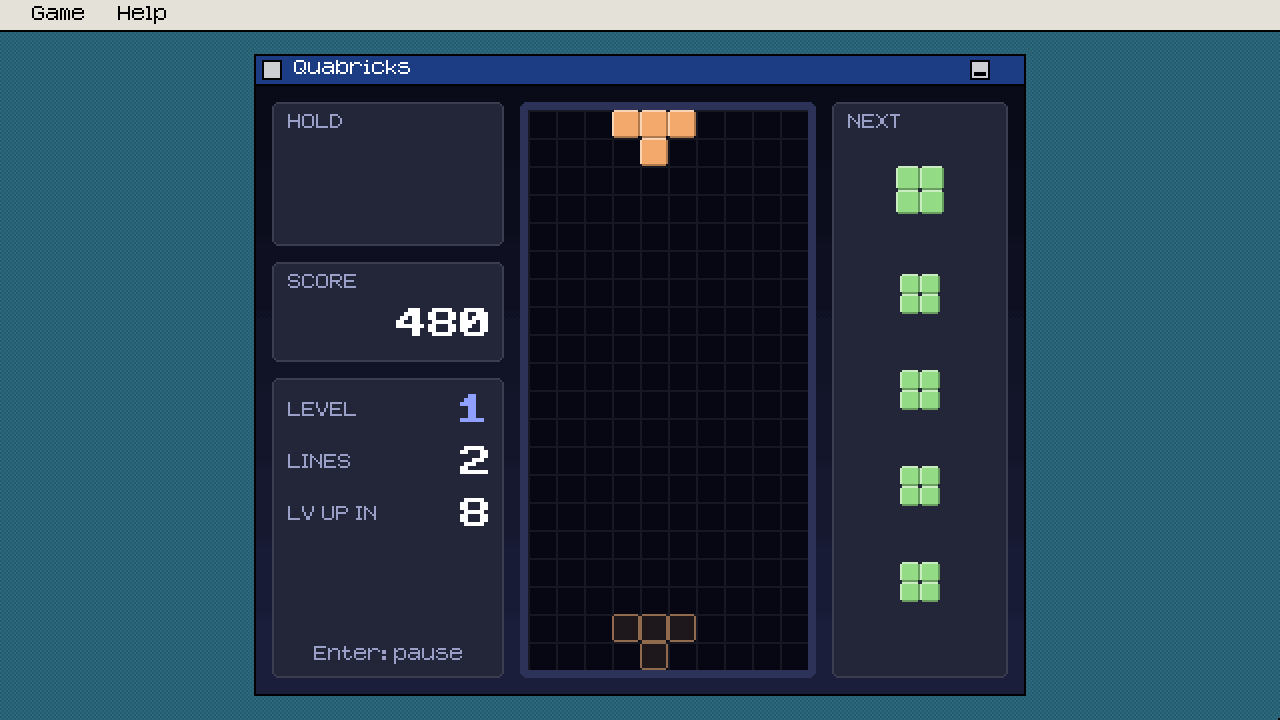 Game Help
Quabricks
HOLD
SCORE
480
LEVEL 1
LINES 2
LV UP IN 8
Enter: pause
NEXT